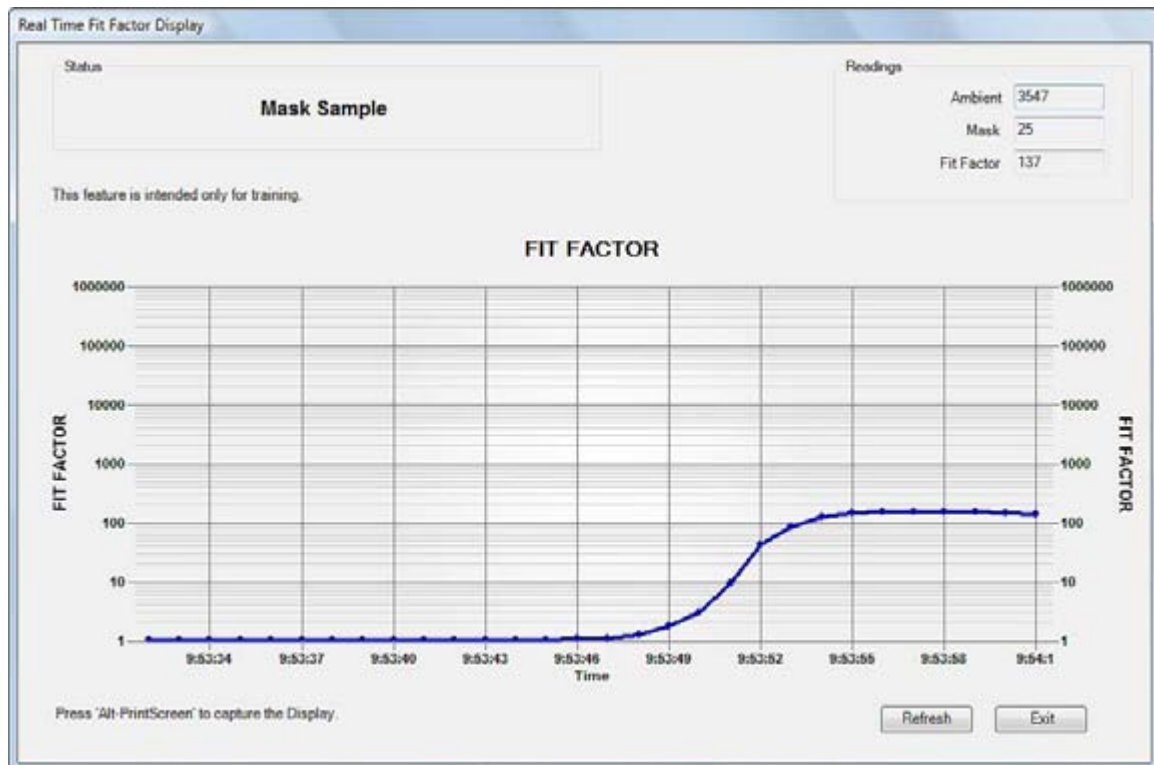 Real Time Fit Factor Display
Status
Mask Sample
Readings
Ambient 3547
Mask 25
Fit Factor 137
This feature is intended only for training.
FIT FACTOR
1000000 1000000
100000 100000
10000 10000
1000 1000
100 100
10 10
1 1
FIT FACTOR
FIT FACTOR
9:53:34 9:53:37 9:53:40 9:53:43 9:53:46 9:53:49 9:53:52 9:53:55 9:53:58 9:54:1
Time
Press 'Alt-PrintScreen' to capture the Display.
Refresh Exit